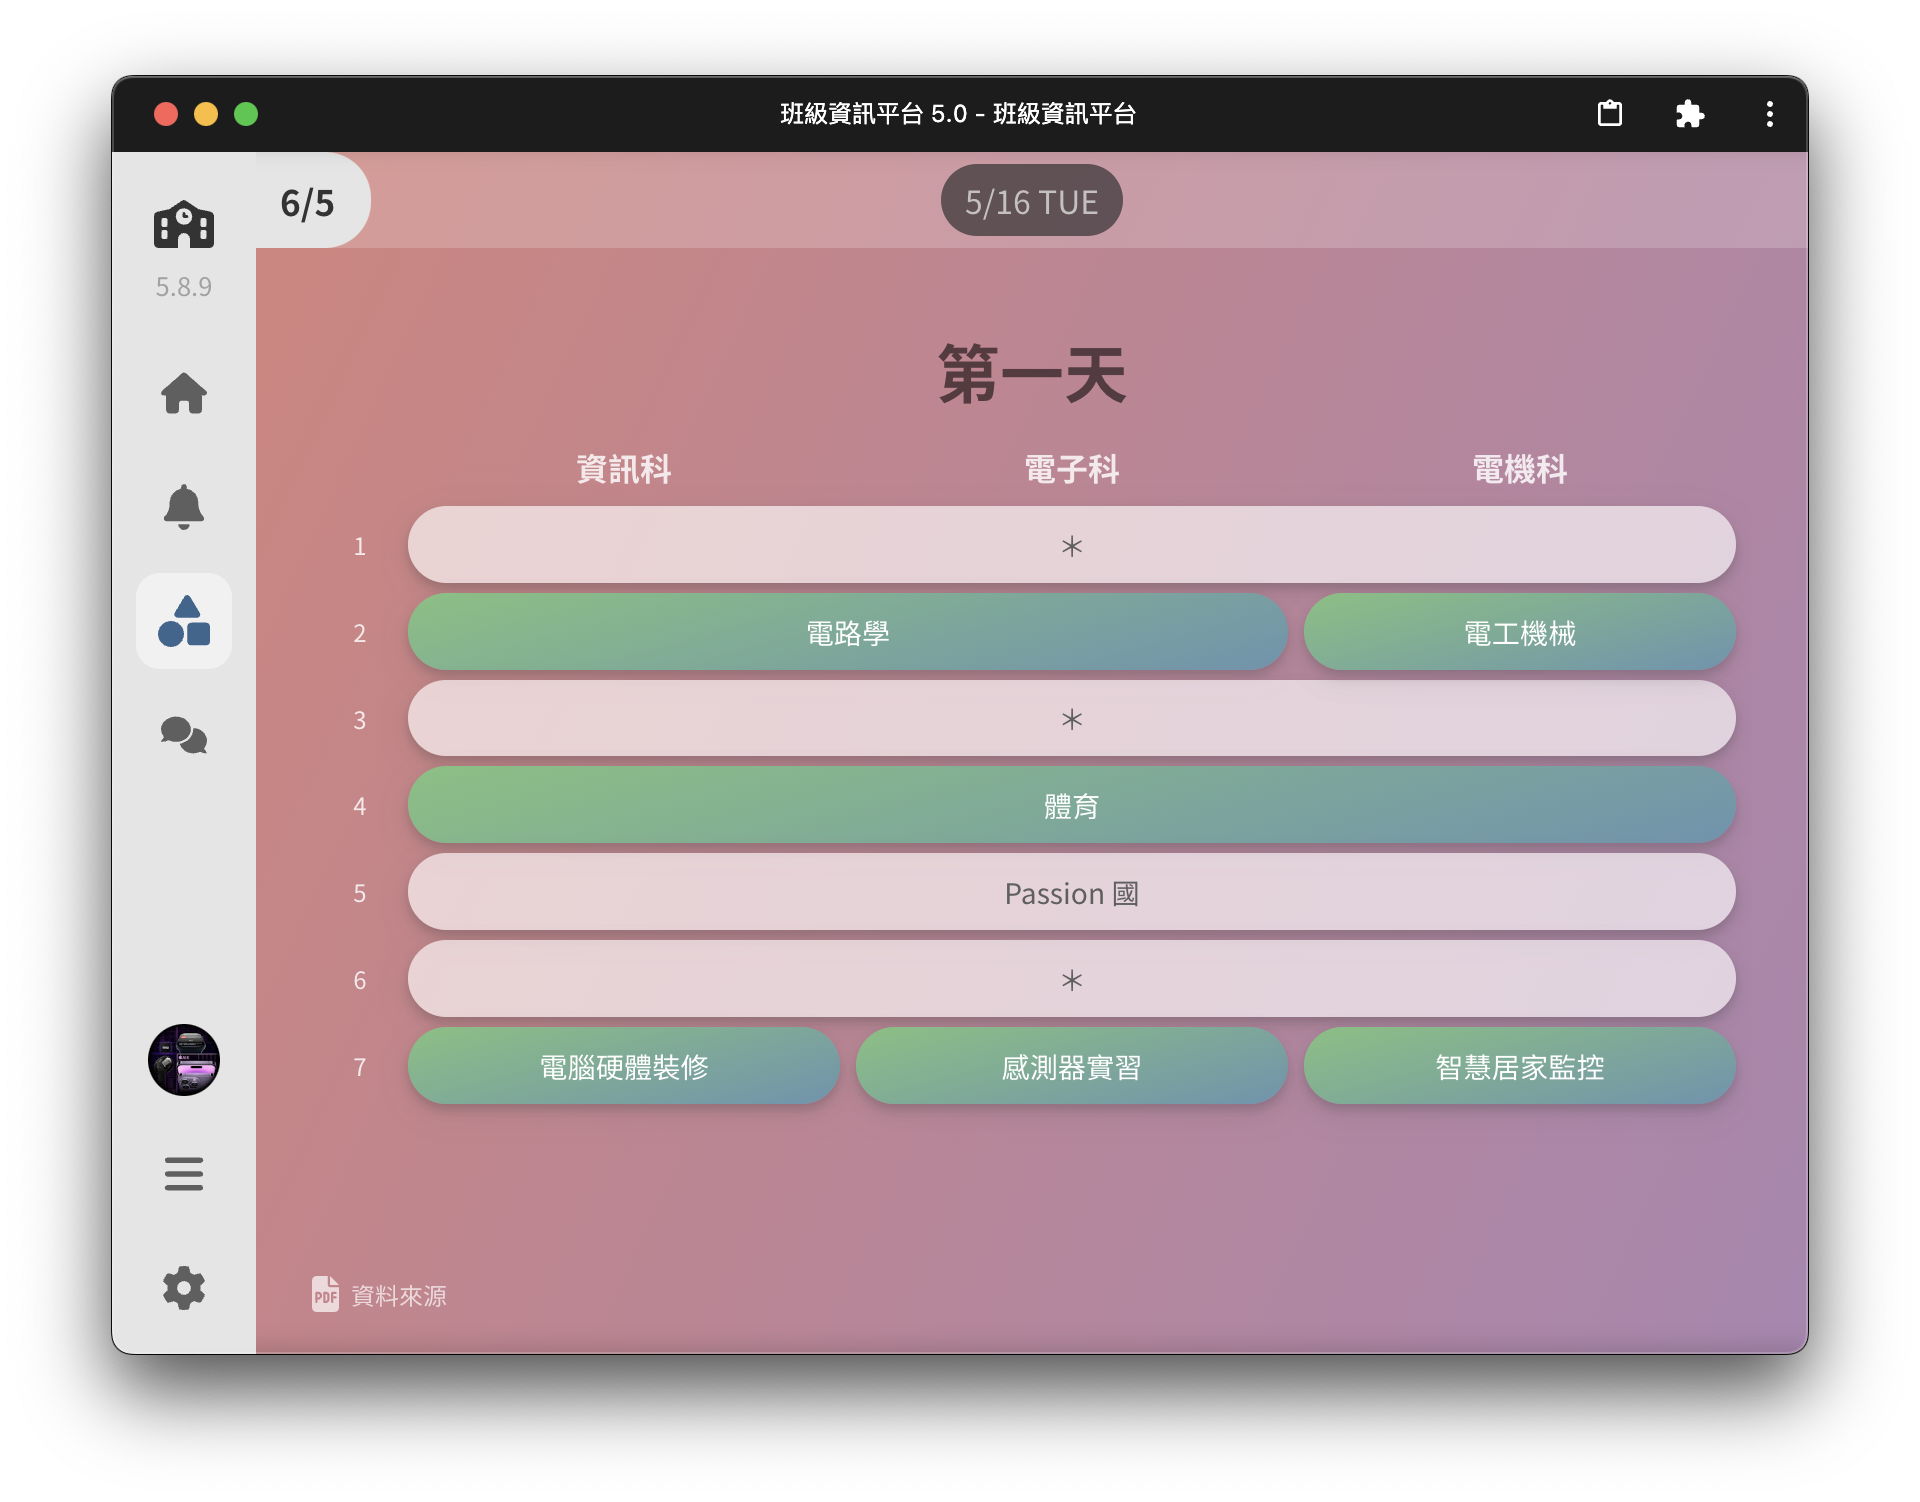 班級資訊平台 5.0 - 班級資訊平台
6/5
5/16 TUE
5.8.9
第一天
資訊科 電子科 電機科
1 ＊
2 電路學 電工機械
3 ＊
4 體育
5 Passion 國
6 ＊
7 電腦硬體裝修 感測器實習 智慧居家監控
PDF 資料來源